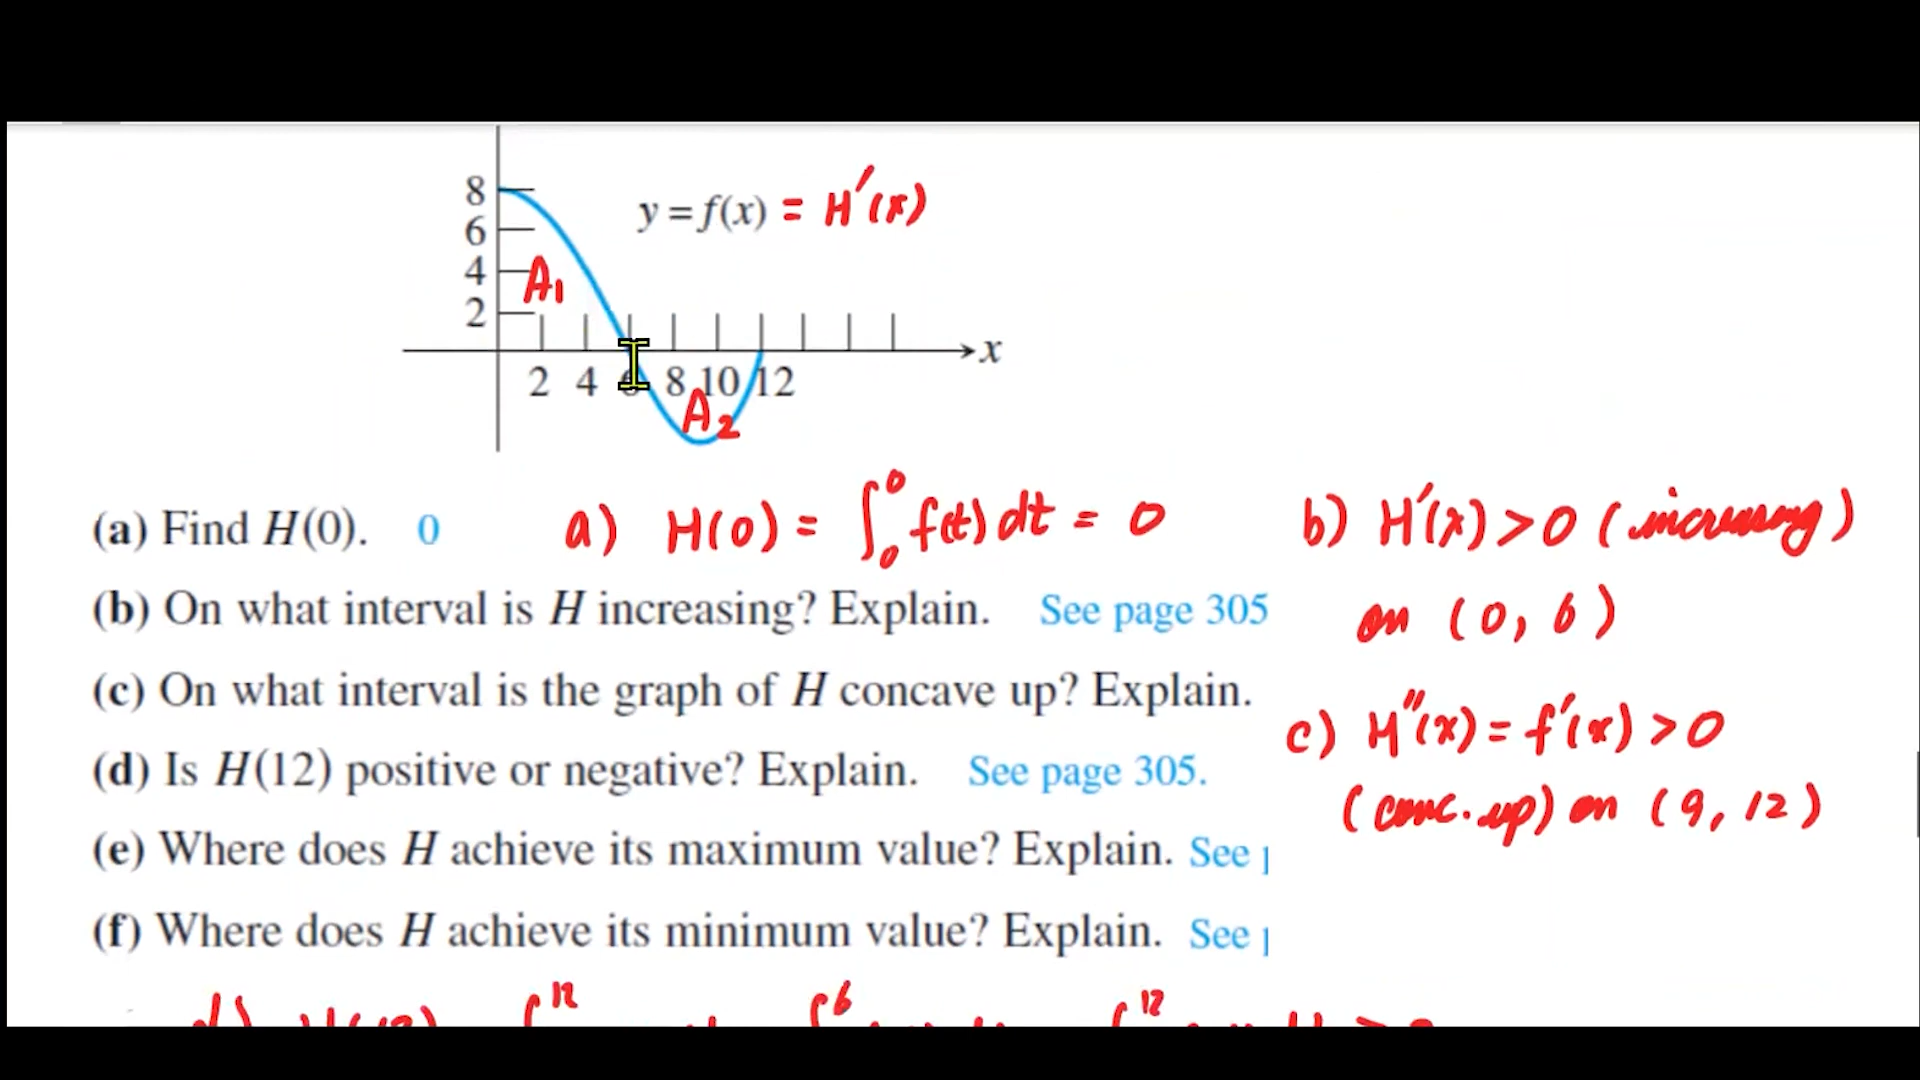 8
6
4
2
y = f(x) = H'(x)
A₁
x
2 4 8 10 12
A₂
(a) Find H(0). 0
a) H(0) = ∫₀⁰ f(t) dt = 0
b) H'(x) > 0 (increasing)
on (0, 6)
(b) On what interval is H increasing? Explain. See page 305
(c) On what interval is the graph of H concave up? Explain.
c) H''(x) = f'(x) > 0
(conc. up) on (9, 12)
(d) Is H(12) positive or negative? Explain. See page 305.
(e) Where does H achieve its maximum value? Explain. See
(f) Where does H achieve its minimum value? Explain. See
12 6 12